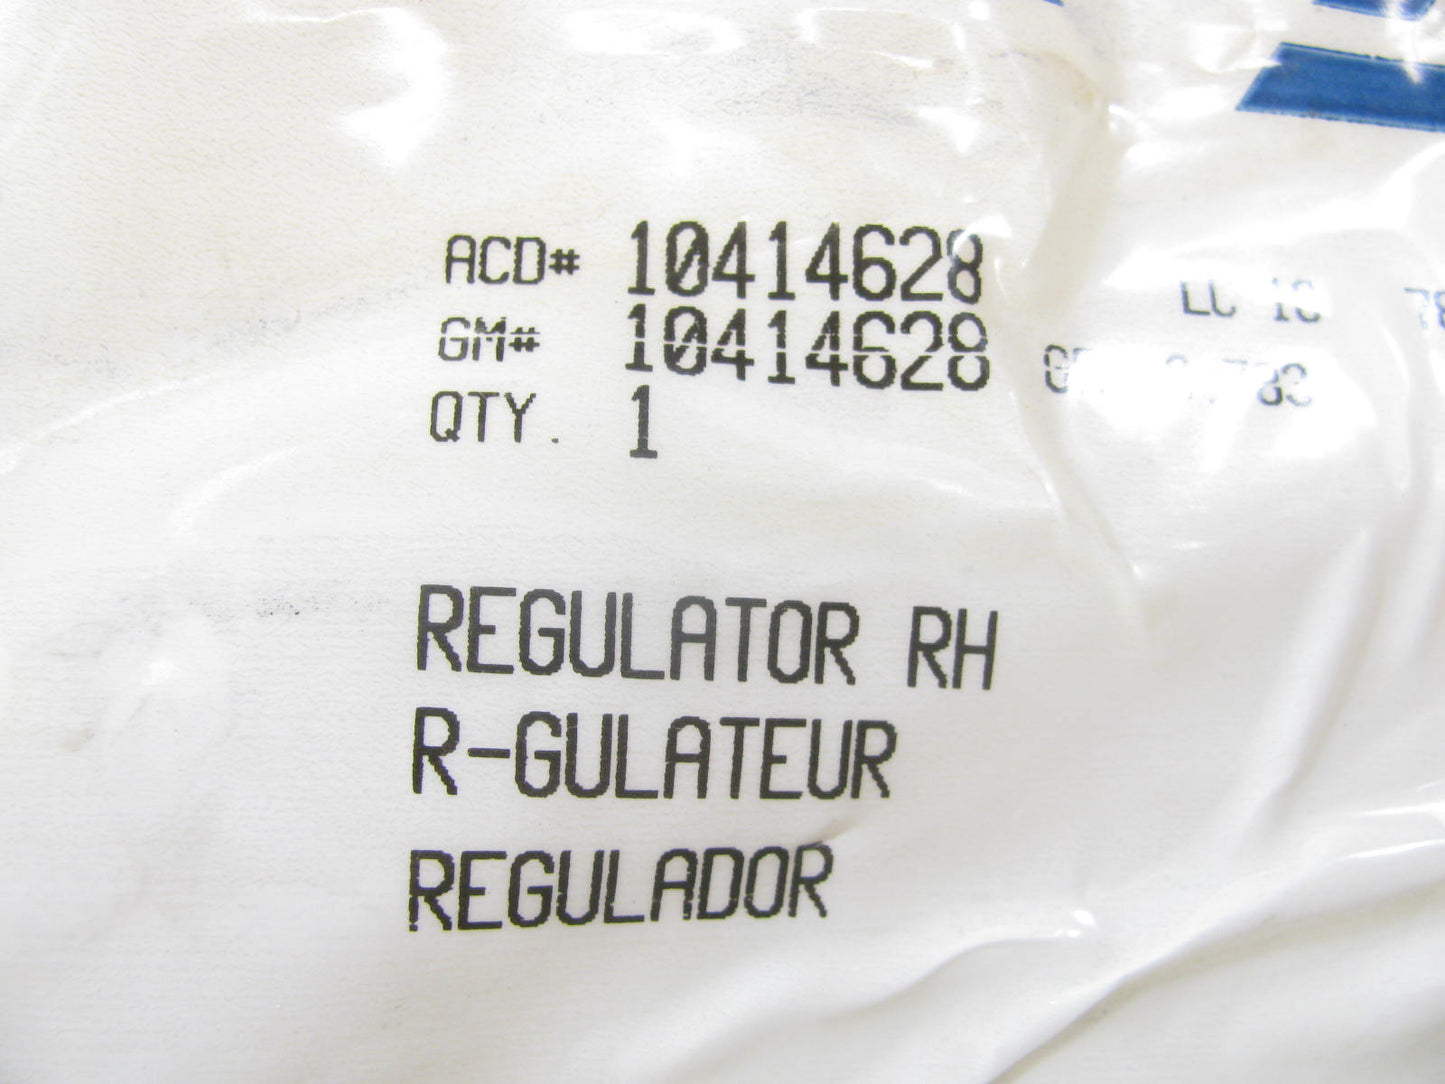 ACD# 10414628
GM# 10414628
QTY. 1
REGULATOR RH
R-GULATEUR
REGULADOR